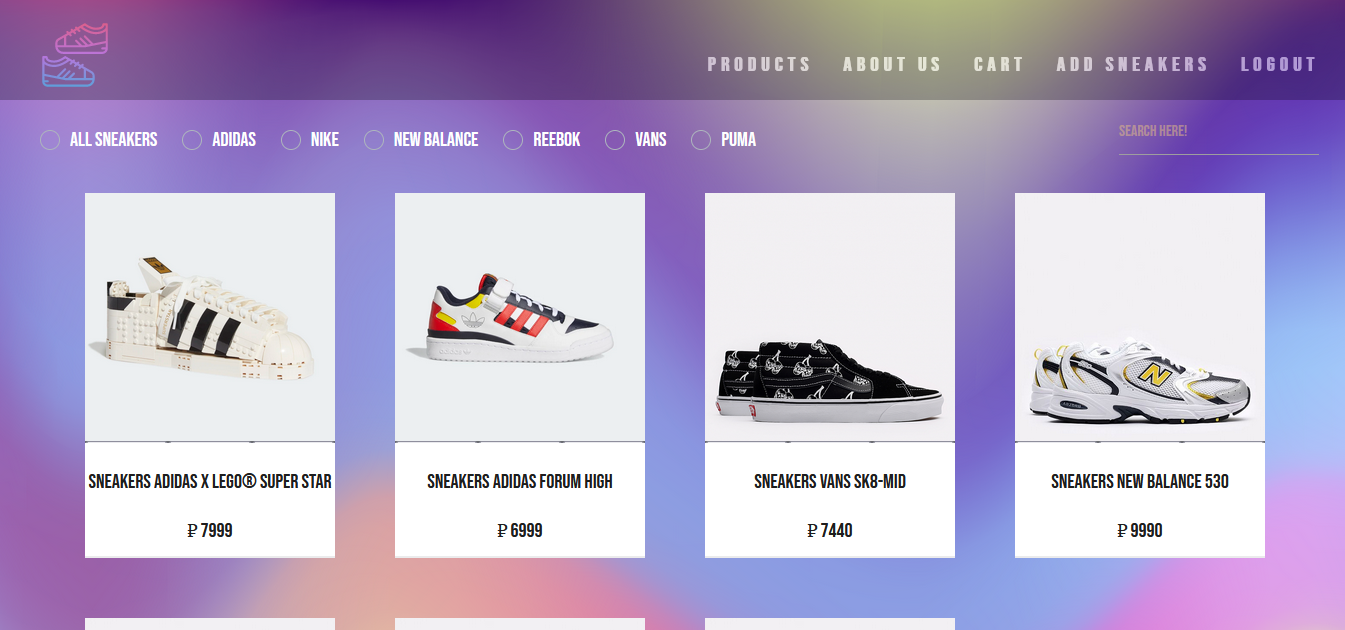 PRODUCTS ABOUT US CART ADD SNEAKERS LOGOUT
ALL SNEAKERS ADIDAS NIKE NEW BALANCE REEBOK VANS PUMA
SEARCH HERE!
SNEAKERS ADIDAS X LEGO® SUPER STAR
₽ 7999
SNEAKERS ADIDAS FORUM HIGH
₽ 6999
SNEAKERS VANS SK8-MID
₽ 7440
SNEAKERS NEW BALANCE 530
₽ 9990